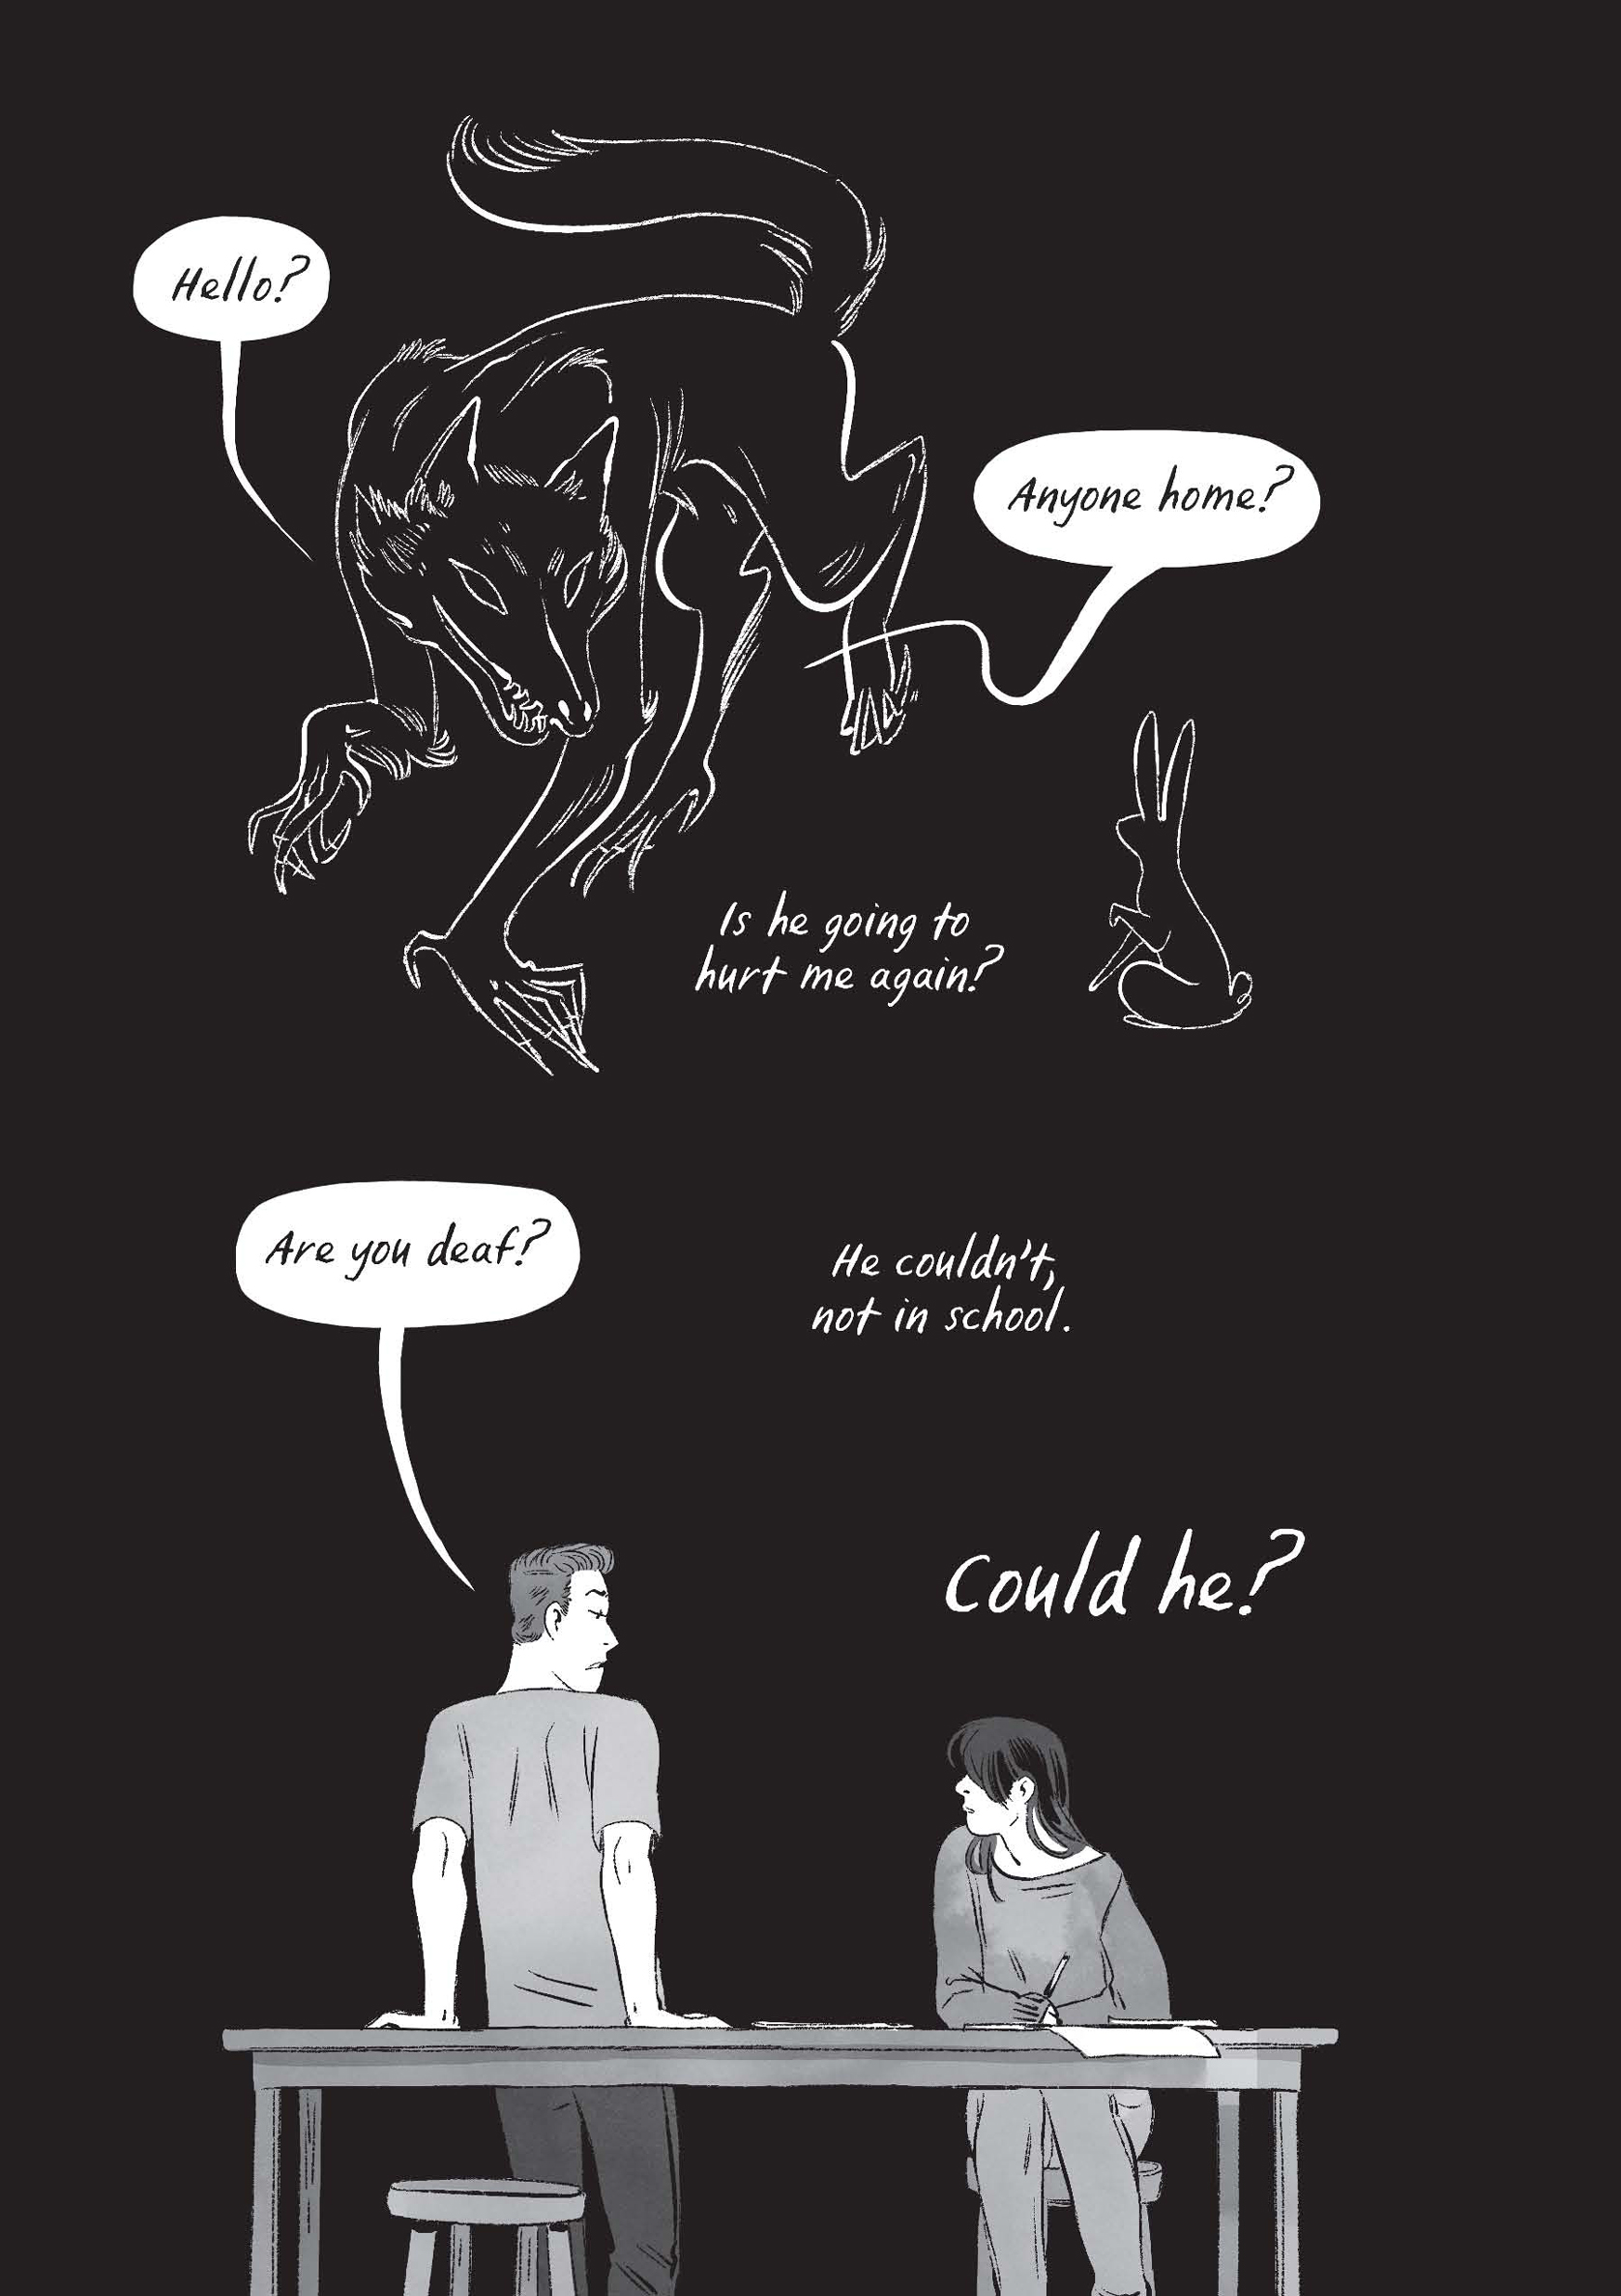 Hello?
Anyone home?
Is he going to
hurt me again?
Are you deaf?
He couldn't,
not in school.
Could he?